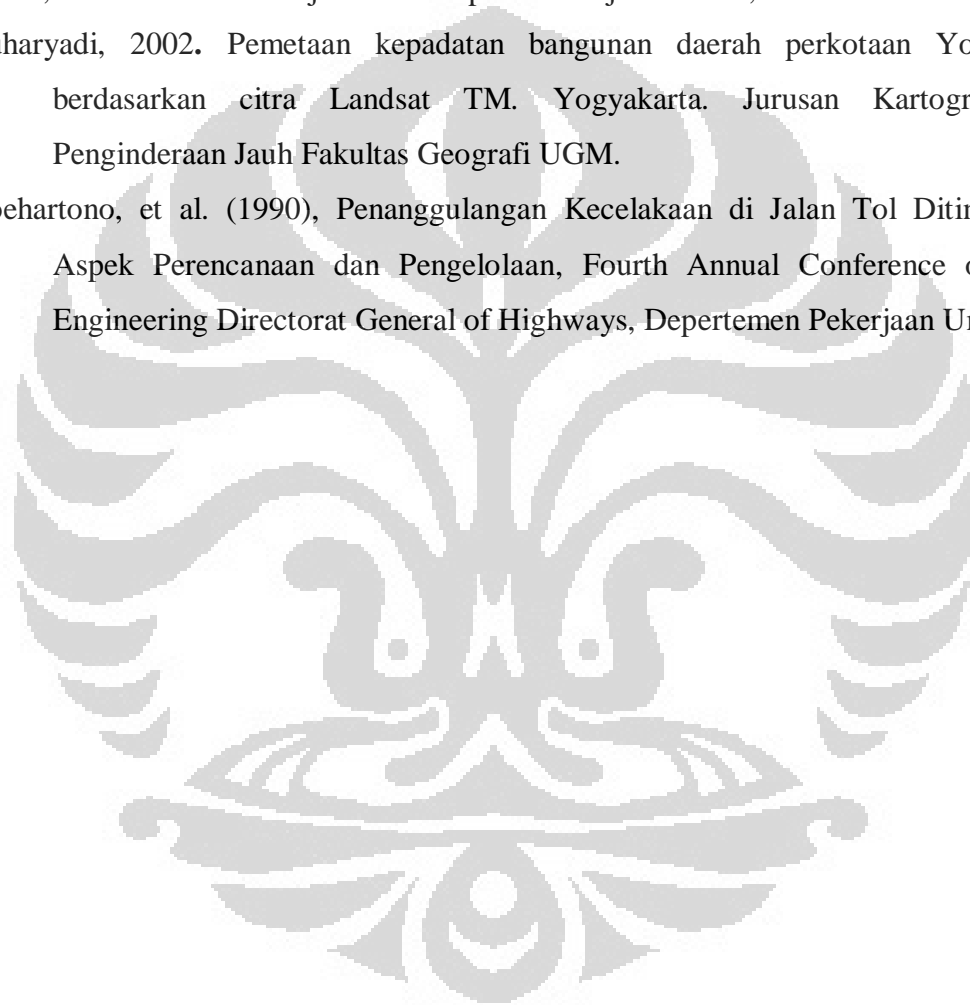 uharyadi, 2002. Pemetaan kepadatan bangunan daerah perkotaan Yo
berdasarkan citra Landsat TM. Yogyakarta. Jurusan Kartogr
Penginderaan Jauh Fakultas Geografi UGM.
oehartono, et al. (1990), Penanggulangan Kecelakaan di Jalan Tol Ditin
Aspek Perencanaan dan Pengelolaan, Fourth Annual Conference o
Engineering Directorat General of Highways, Depertemen Pekerjaan Un